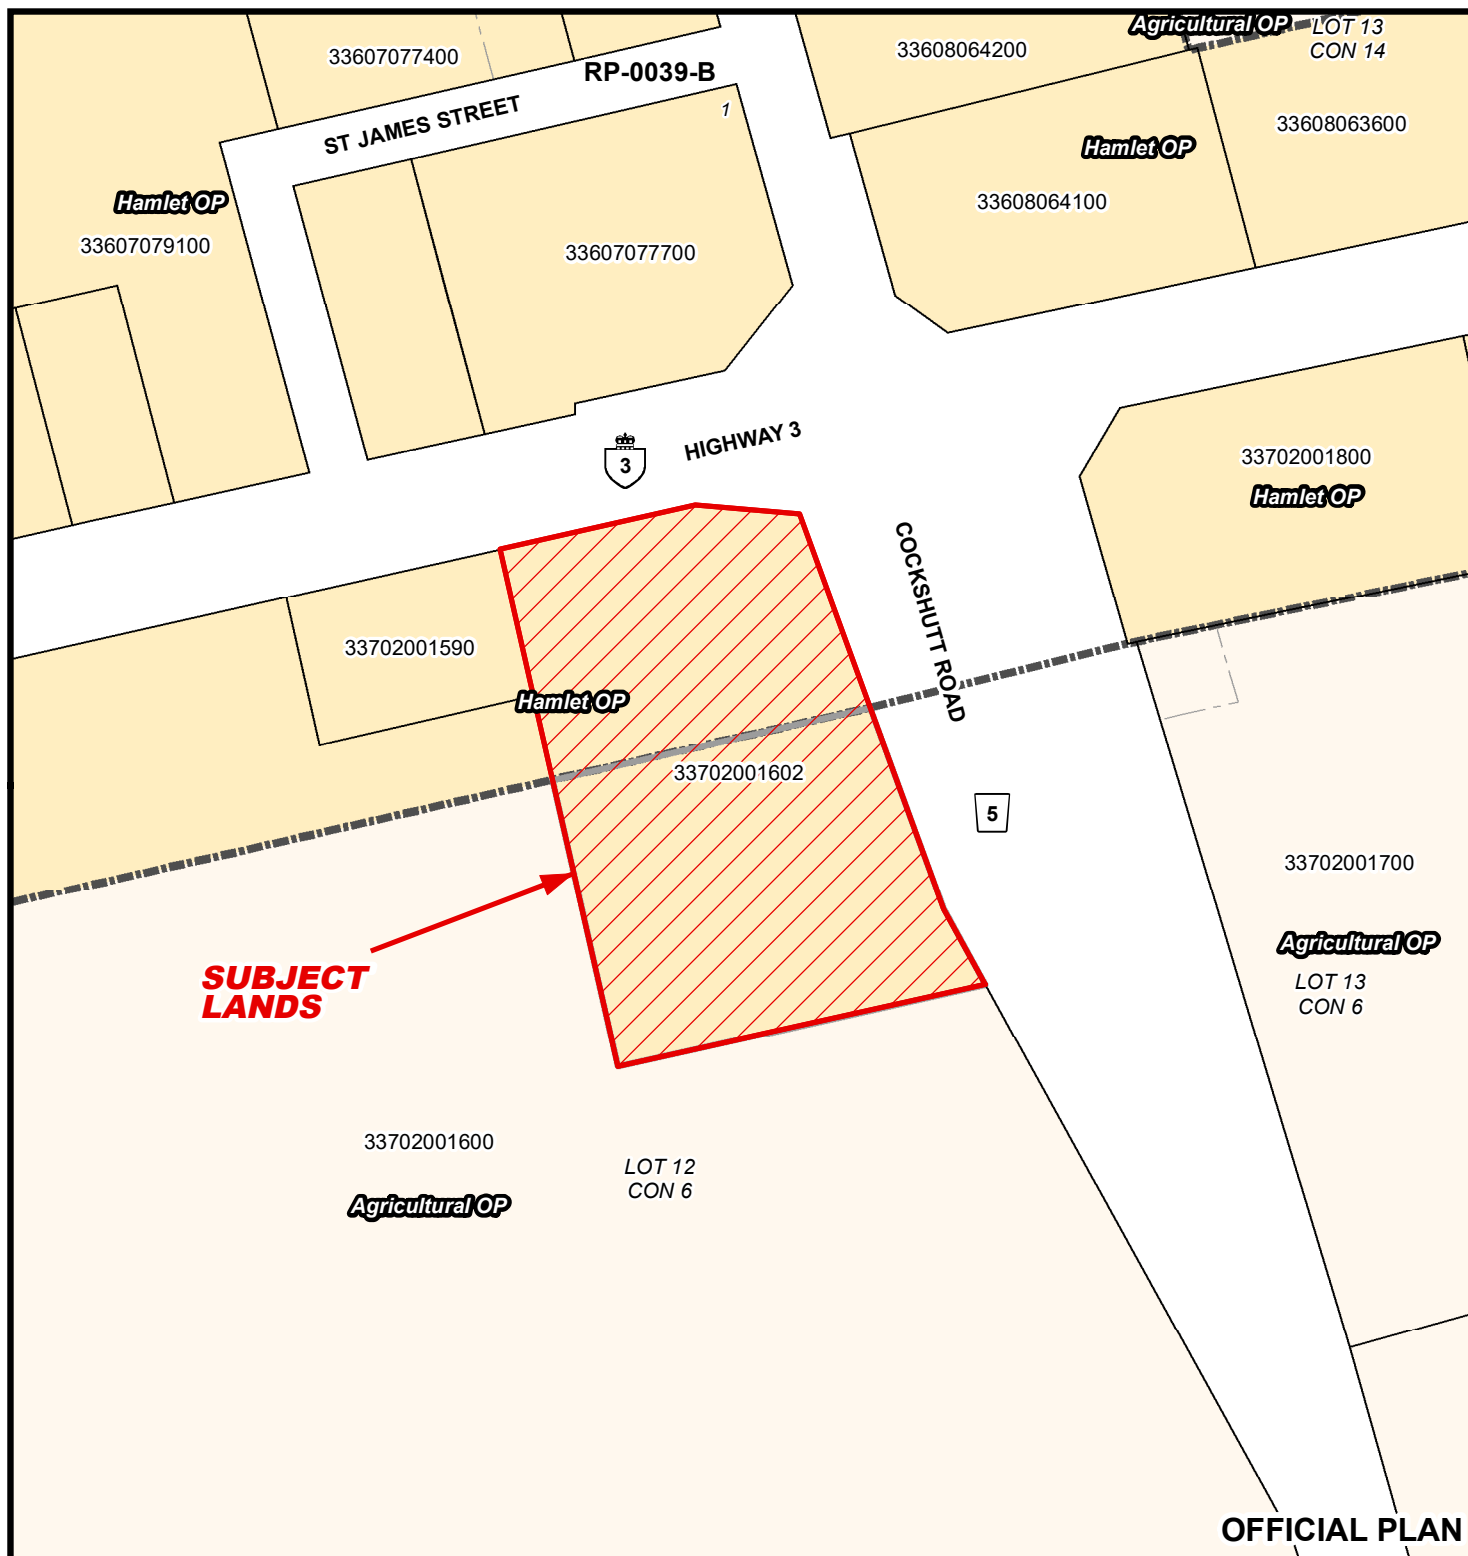 Agricultural OP
LOT 13
CON 14
33607077400
RP-0039-B
33608064200
1
ST JAMES STREET
33608063600
Hamlet OP
33608064100
Hamlet OP
33607079100
33607077700
HIGHWAY 3
3
33702001800
Hamlet OP
COCKSHUTT ROAD
33702001590
Hamlet OP
33702001602
5
33702001700
Agricultural OP
LOT 13
CON 6
SUBJECT
LANDS
33702001600
LOT 12
CON 6
Agricultural OP
OFFICIAL PLAN